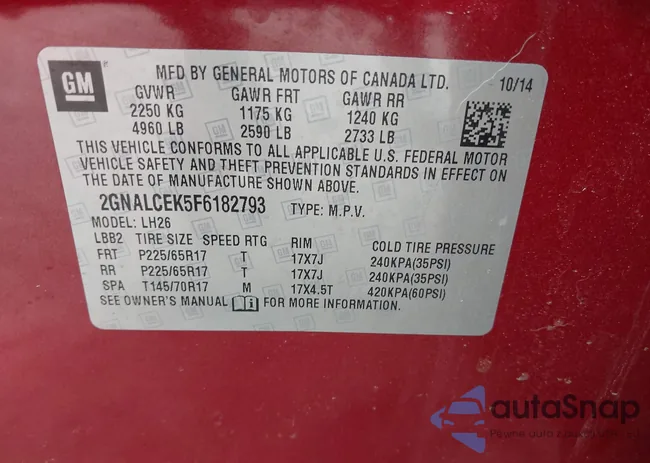 GM
MFD BY GENERAL MOTORS OF CANADA LTD. 10/14
GVWR GAWR FRT GAWR RR
2250 KG 1175 KG 1240 KG
4960 LB 2590 LB 2733 LB
THIS VEHICLE CONFORMS TO ALL APPLICABLE U.S. FEDERAL MOTOR
VEHICLE SAFETY AND THEFT PREVENTION STANDARDS IN EFFECT ON
THE DATE OF MANUFACTURE SHOWN ABOVE.
2GNALCEK5F6182793 TYPE: M.P.V.
MODEL: LH26
LBB2 TIRE SIZE SPEED RTG RIM COLD TIRE PRESSURE
FRT P225/65R17 T 17X7J 240KPA(35PSI)
RR P225/65R17 T 17X7J 240KPA(35PSI)
SPA T145/70R17 M 17X4.5T 420KPA(60PSI)
SEE OWNER'S MANUAL FOR MORE INFORMATION.
autaSnap
Pewne auta z